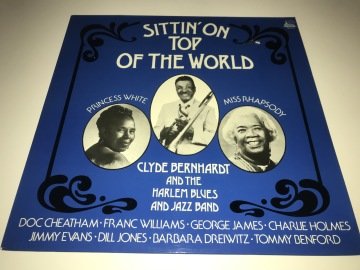 SITTIN' ON
TOP
OF THE WORLD
PRINCESS WHITE
MISS RHAPSODY
CLYDE BERNHARDT
AND THE
HARLEM BLUES
AND JAZZ BAND
DOC CHEATHAM · FRANC WILLIAMS · GEORGE JAMES · CHARLIE HOLMES
JIMMY EVANS · DILL JONES · BARBARA DREIWITZ · TOMMY BENFORD